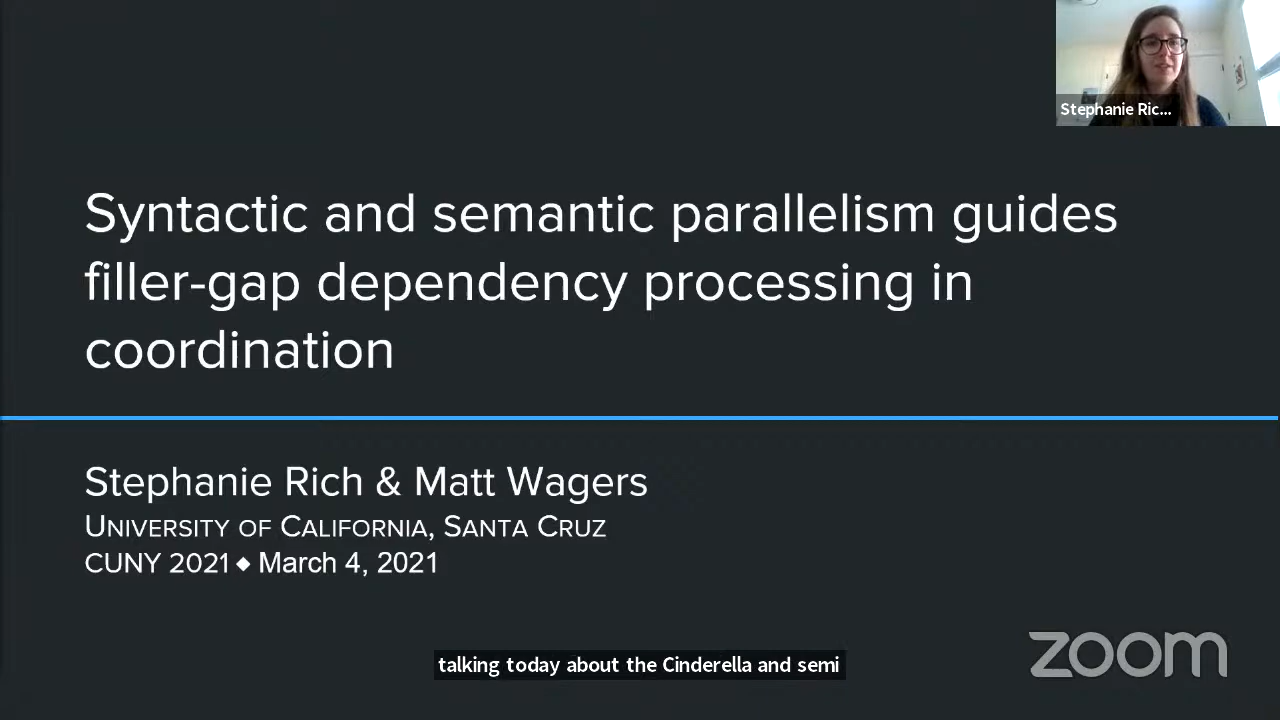 Stephanie Ric...
Syntactic and semantic parallelism guides
filler-gap dependency processing in
coordination
Stephanie Rich & Matt Wagers
UNIVERSITY OF CALIFORNIA, SANTA CRUZ
CUNY 2021 ◆ March 4, 2021
talking today about the Cinderella and semi
zoom